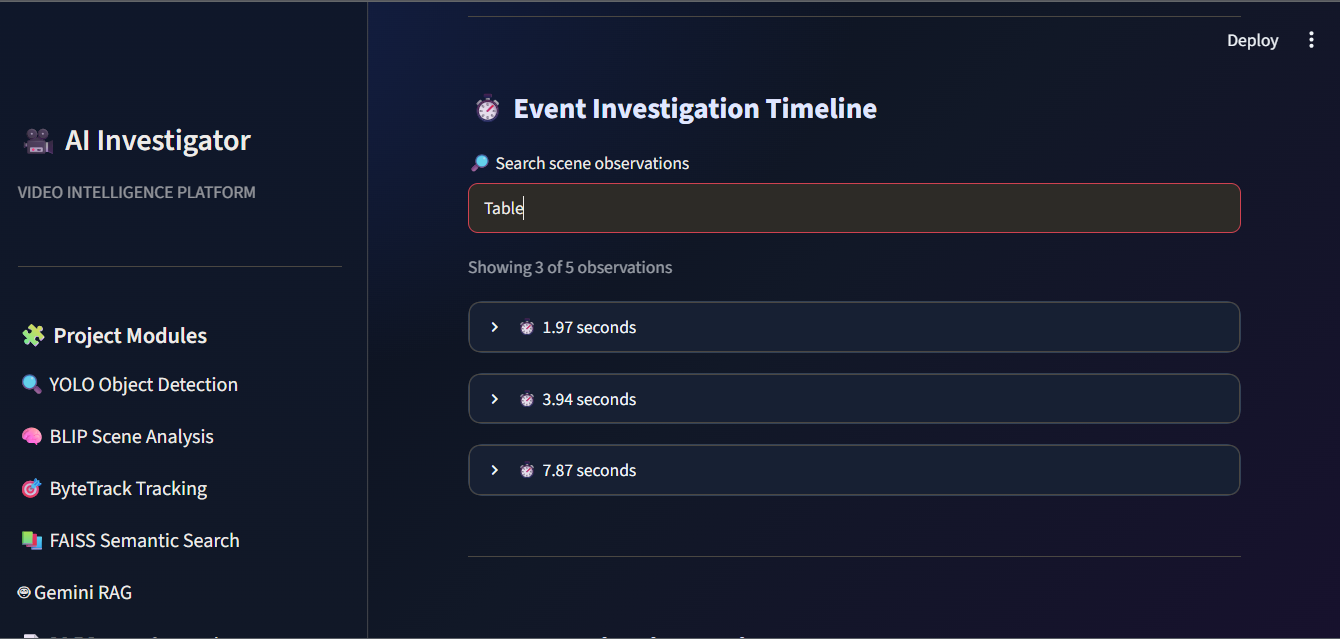 Deploy
AI Investigator
VIDEO INTELLIGENCE PLATFORM
Project Modules
YOLO Object Detection
BLIP Scene Analysis
ByteTrack Tracking
FAISS Semantic Search
Gemini RAG
Event Investigation Timeline
Search scene observations
Table
Showing 3 of 5 observations
1.97 seconds
3.94 seconds
7.87 seconds